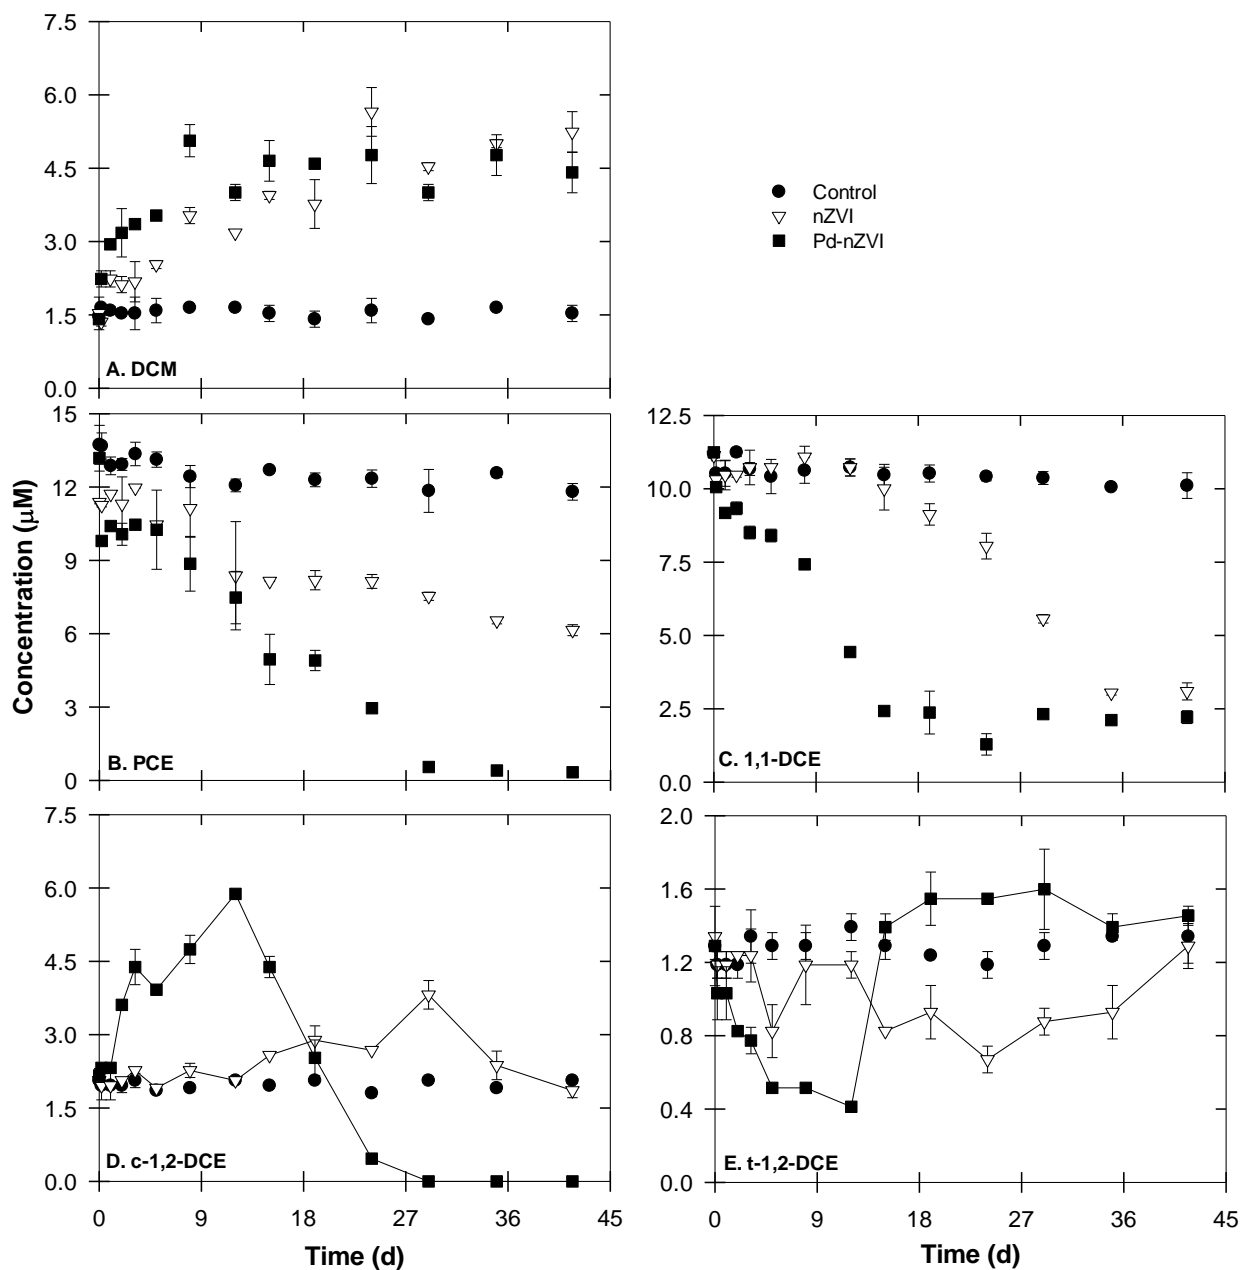 7.5
6.0
4.5
3.0
1.5
0.0
A. DCM
Control
nZVI
Pd-nZVI
15
12
9
6
3
0
B. PCE
12.5
10.0
7.5
5.0
2.5
0.0
C. 1,1-DCE
Concentration (μM)
7.5
6.0
4.5
3.0
1.5
0.0
D. c-1,2-DCE
0 9 18 27 36 45
Time (d)
2.0
1.6
1.2
0.8
0.4
0.0
E. t-1,2-DCE
0 9 18 27 36 45
Time (d)